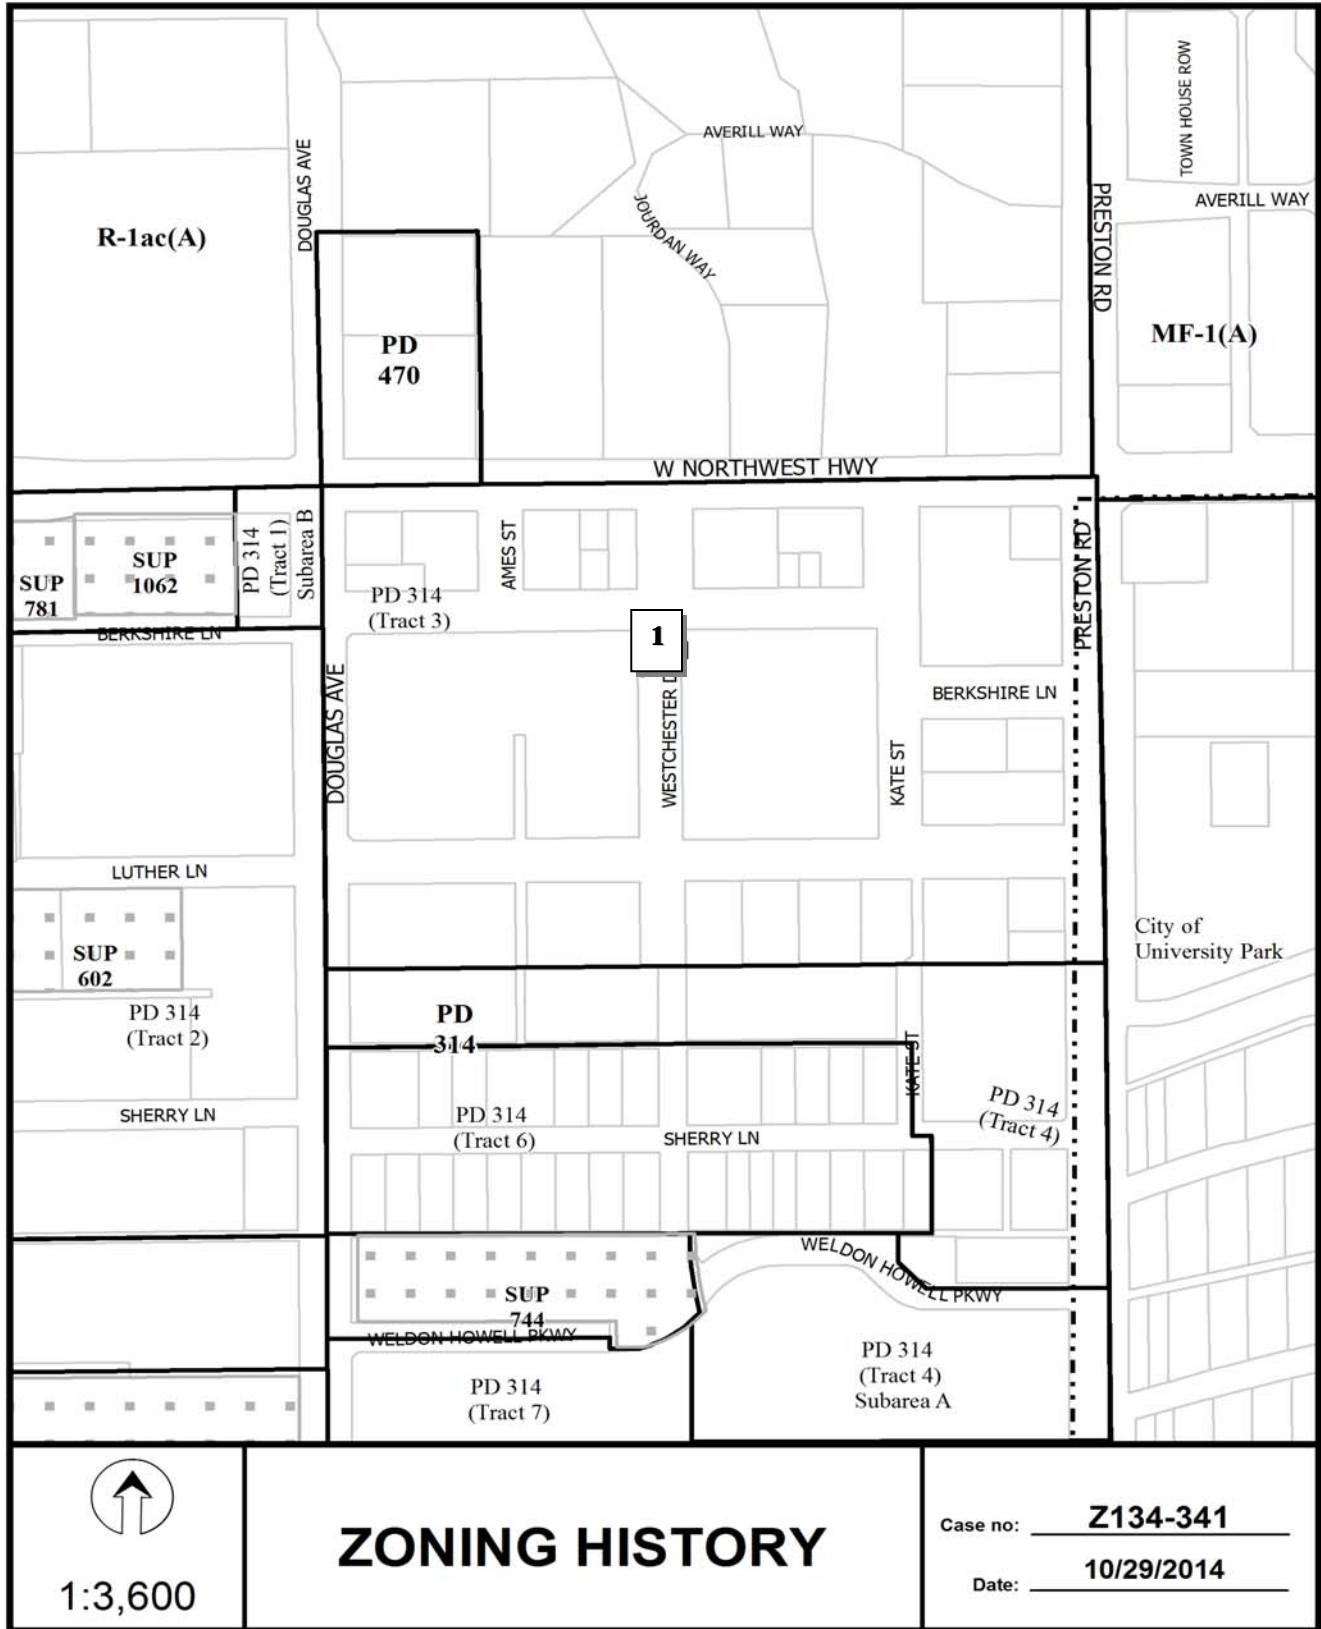 TOWN HOUSE ROW
AVERILL WAY
DOUGLAS AVE
PRESTON RD
AVERILL WAY
JOURDAN WAY
R-1ac(A)
PD
470
MF-1(A)
W NORTHWEST HWY
SUP
781
SUP
1062
PD 314
(Tract 1)
Subarea B
AMES ST
PRESTON RD
PD 314
(Tract 3)
1
BERKSHIRE LN
DOUGLAS AVE
WESTCHESTER D
BERKSHIRE LN
KATE ST
LUTHER LN
SUP
602
City of
University Park
PD 314
(Tract 2)
PD
314
KATE ST
PD 314
(Tract 4)
SHERRY LN
PD 314
(Tract 6)
SHERRY LN
WELDON HOWELL PKWY
SUP
744
WELDON HOWELL PKWY
PD 314
(Tract 4)
Subarea A
PD 314
(Tract 7)
1:3,600
ZONING HISTORY
Case no: Z134-341
Date: 10/29/2014